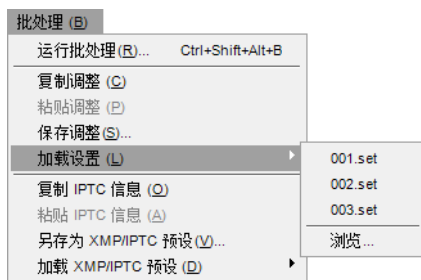 批处理 (B)
运行批处理(R)... Ctrl+Shift+Alt+B
复制调整 (C)
粘贴调整 (P)
保存调整(S)...
加载设置 (L)
001.set
002.set
003.set
浏览...
复制 IPTC 信息 (O)
粘贴 IPTC 信息 (A)
另存为 XMP/IPTC 预设(V)...
加载 XMP/IPTC 预设 (D)